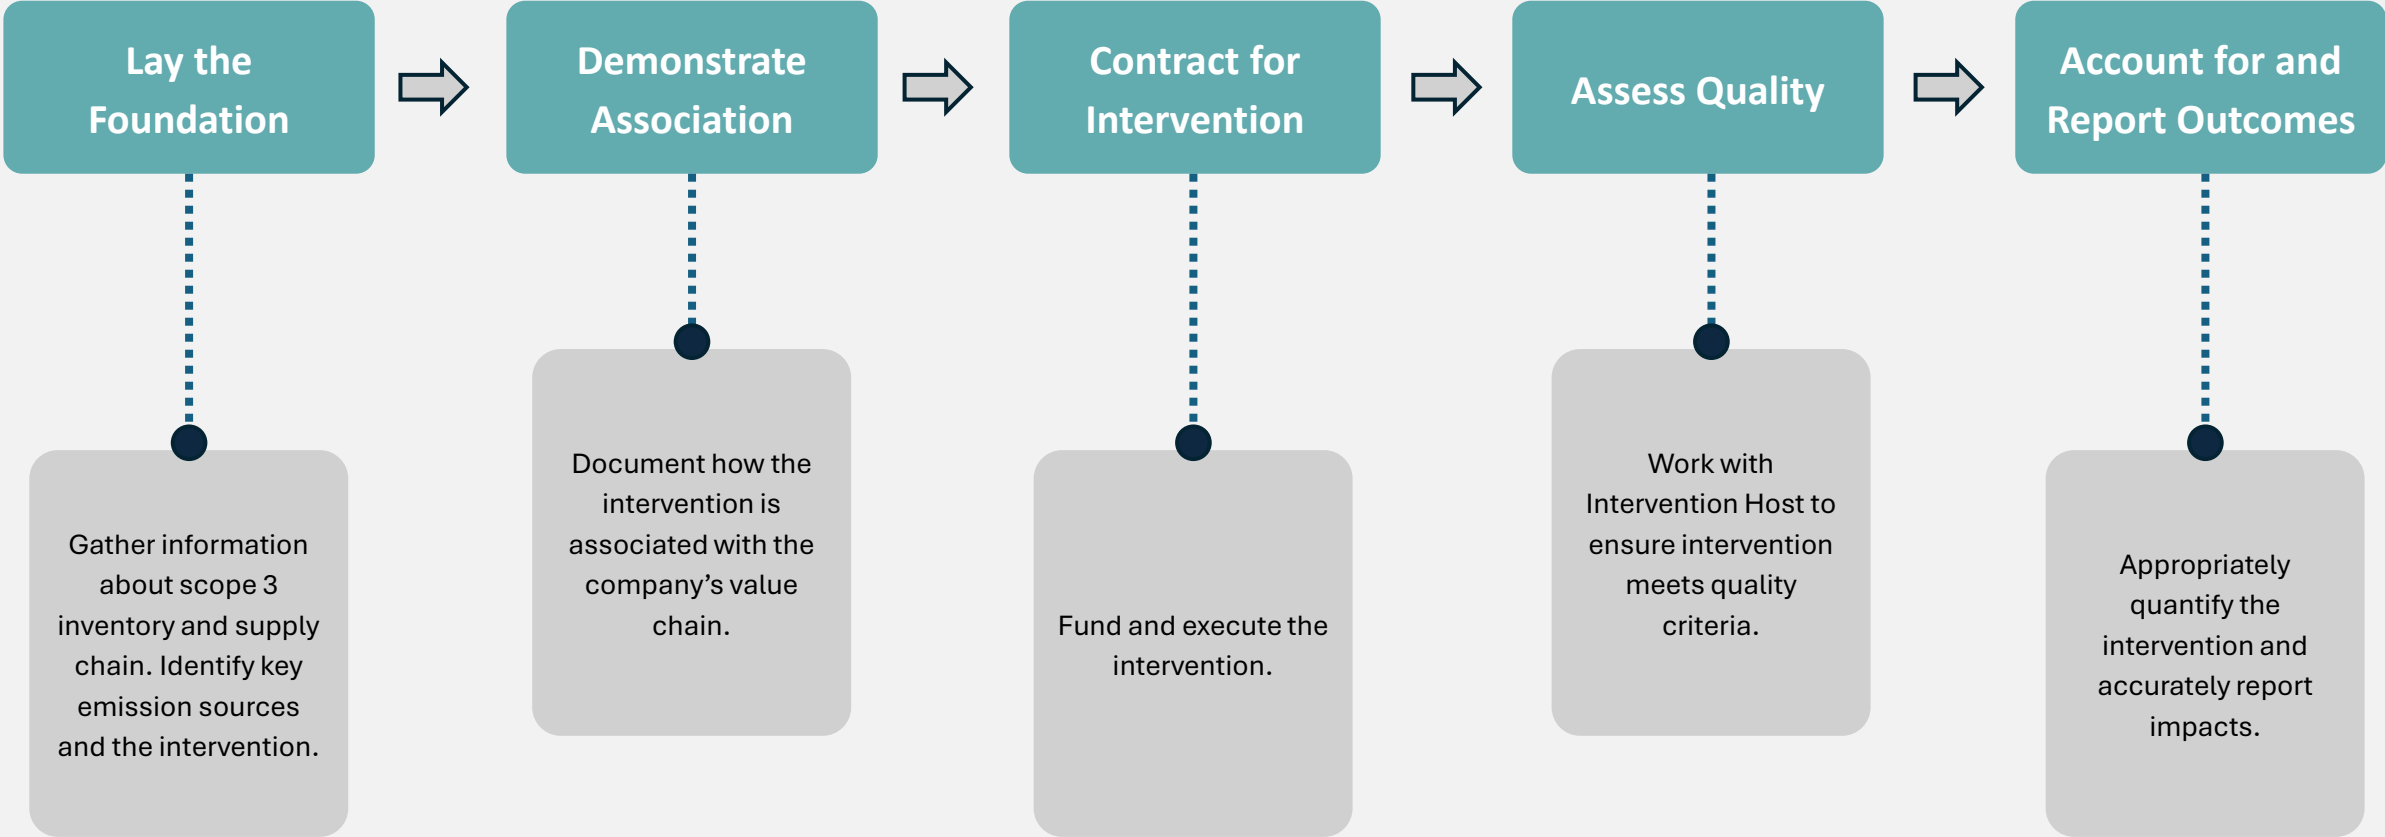 Lay the
Foundation
Demonstrate
Association
Contract for
Intervention
Assess Quality
Account for and
Report Outcomes
Gather information
about scope 3
inventory and supply
chain. Identify key
emission sources
and the intervention.
Document how the
intervention is
associated with the
company’s value
chain.
Fund and execute the
intervention.
Work with
Intervention Host to
ensure intervention
meets quality
criteria.
Appropriately
quantify the
intervention and
accurately report
impacts.